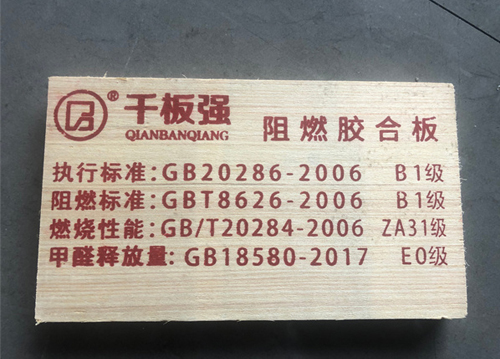 ® 千板强
QIANBANQIANG
阻燃胶合板
执行标准:GB20286-2006 B1级
阻燃标准:GBT8626-2006 B1级
燃烧性能:GB/T20284-2006 ZA31级
甲醛释放量:GB18580-2017 E0级